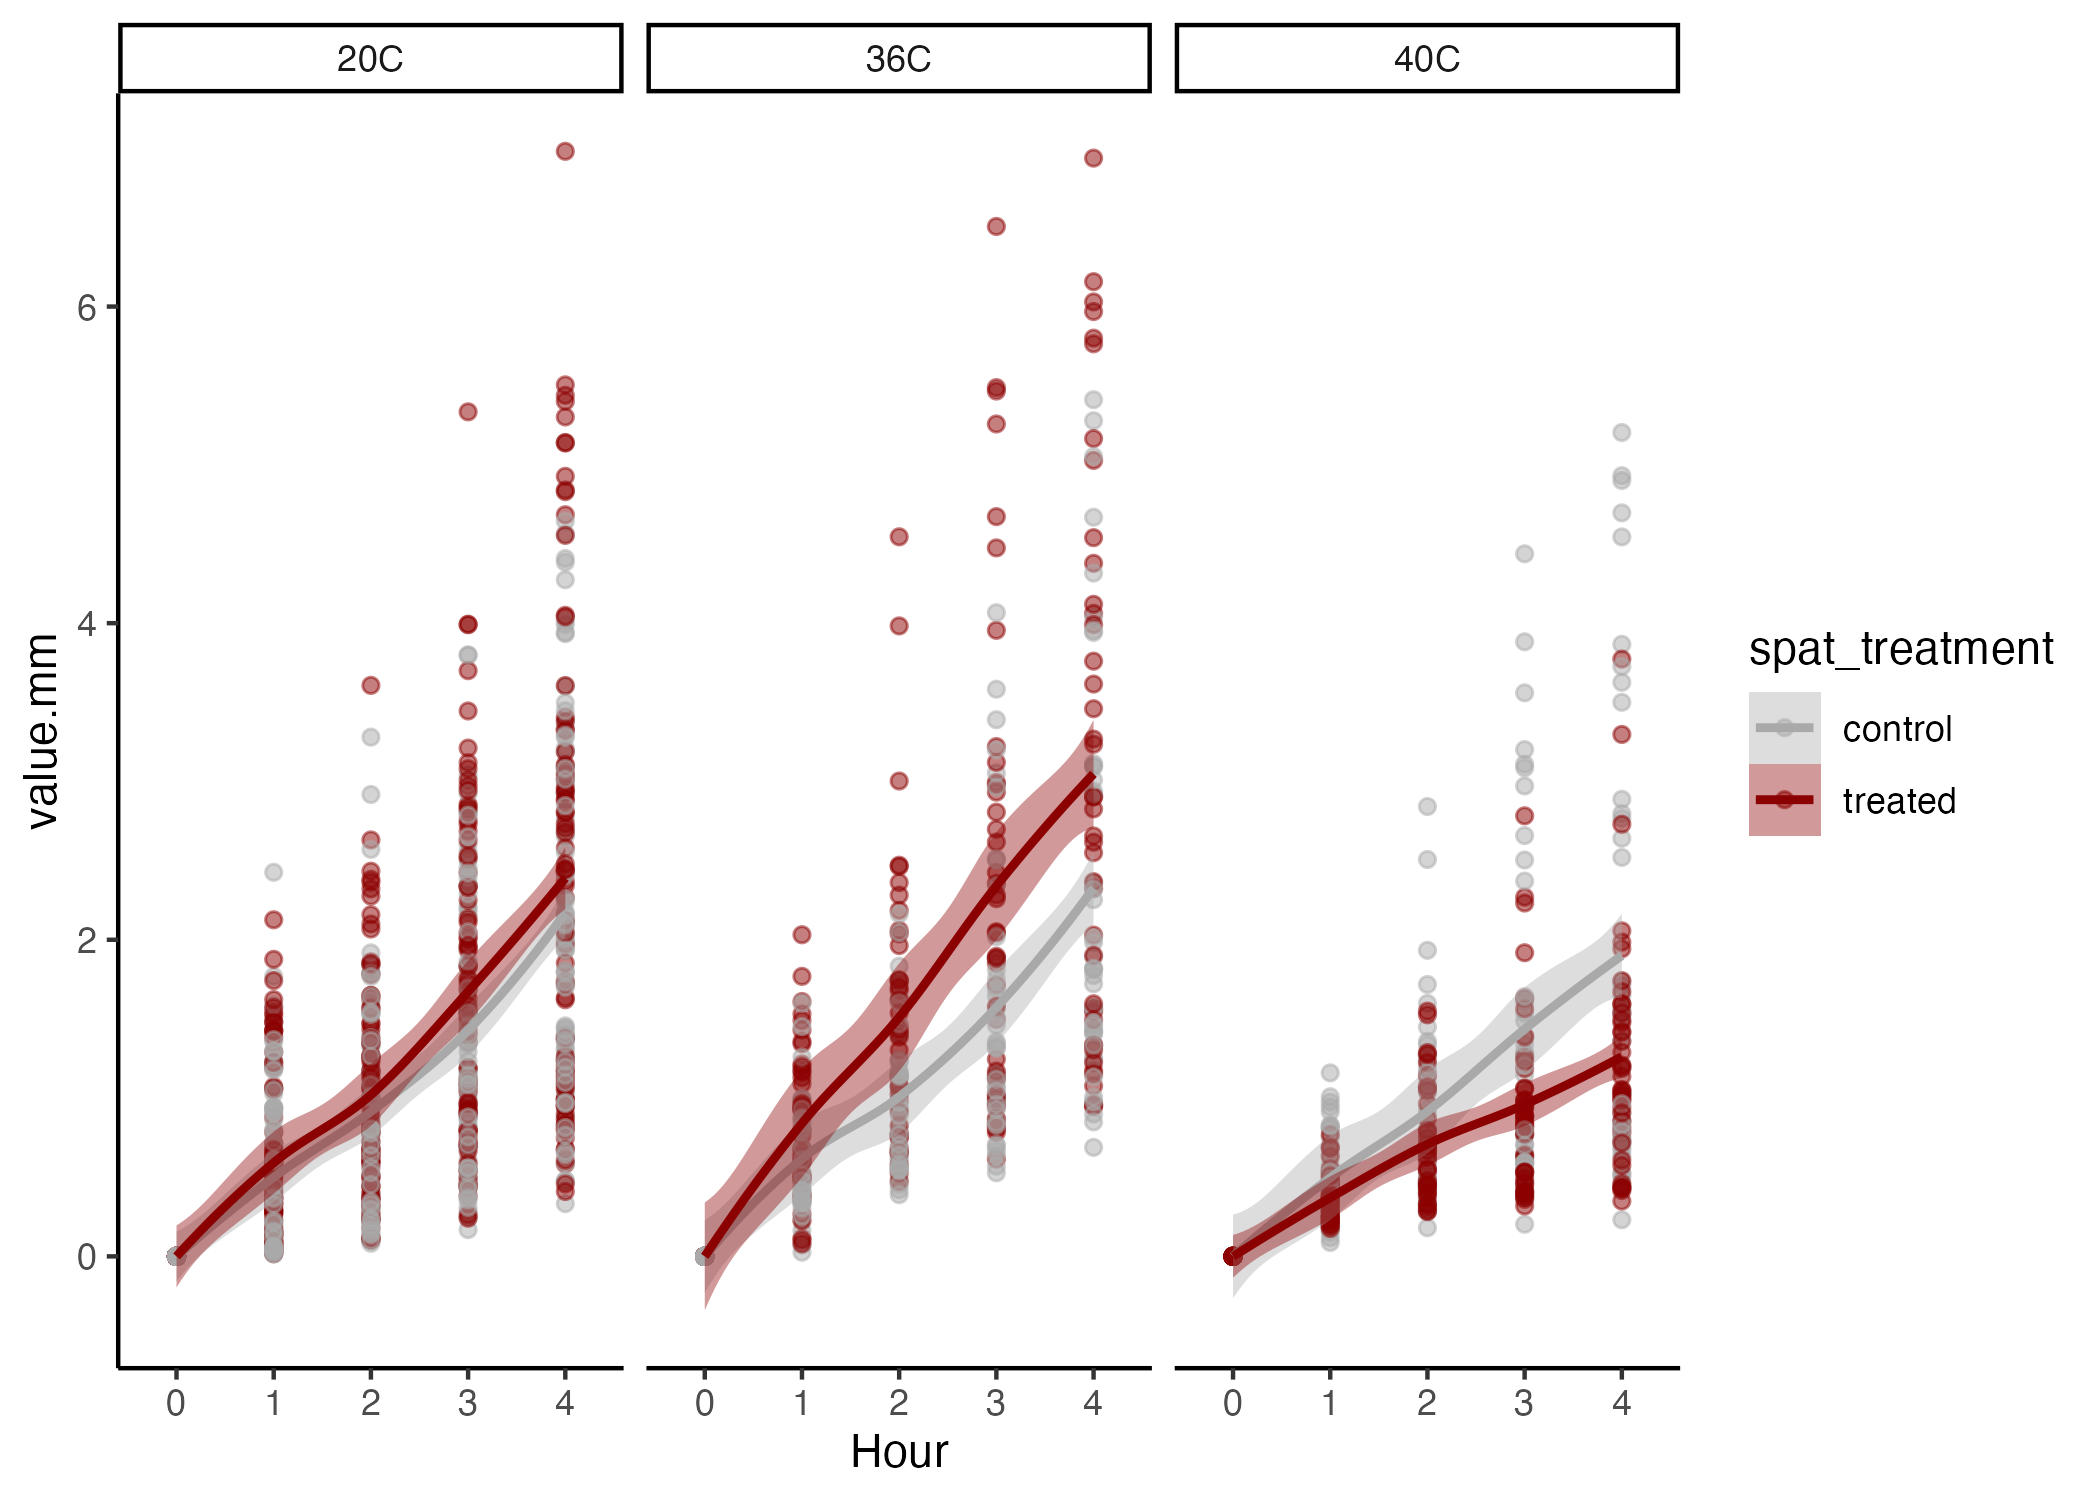 20C 36C 40C
6
4
2
0
value.mm
0 1 2 3 4 0 1 2 3 4 0 1 2 3 4
Hour
spat_treatment
control
treated